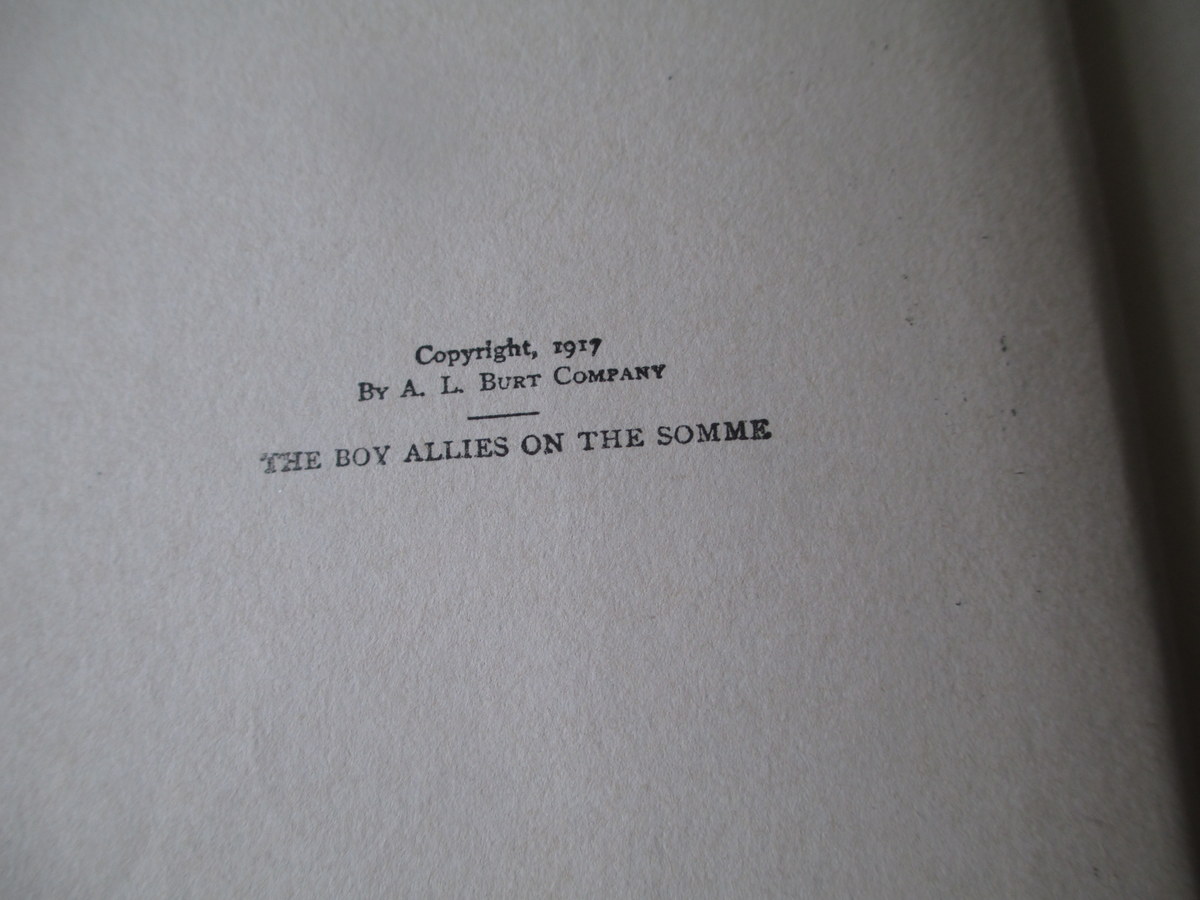 Copyright, 1917
By A. L. Burt Company
THE BOY ALLIES ON THE SOMME